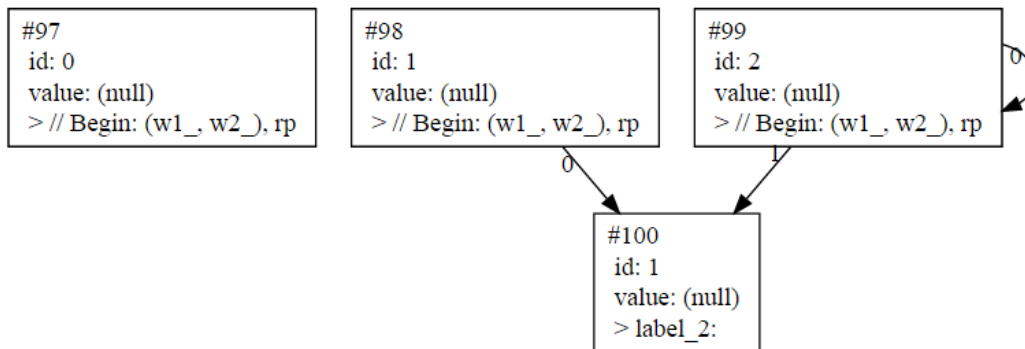 #97
id: 0
value: (null)
> // Begin: (w1_, w2_), rp
#98
id: 1
value: (null)
> // Begin: (w1_, w2_), rp
#99
id: 2
value: (null)
> // Begin: (w1_, w2_), rp
0
0
1
#100
id: 1
value: (null)
> label_2: